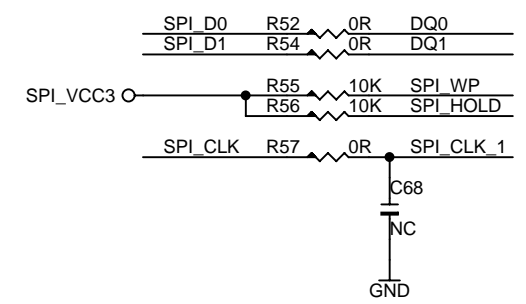 SPI_D0 R52 0R DQ0
SPI_D1 R54 0R DQ1
R55 10K SPI_WP
SPI_VCC3
R56 10K SPI_HOLD
SPI_CLK R57 0R SPI_CLK_1
C68
NC
GND